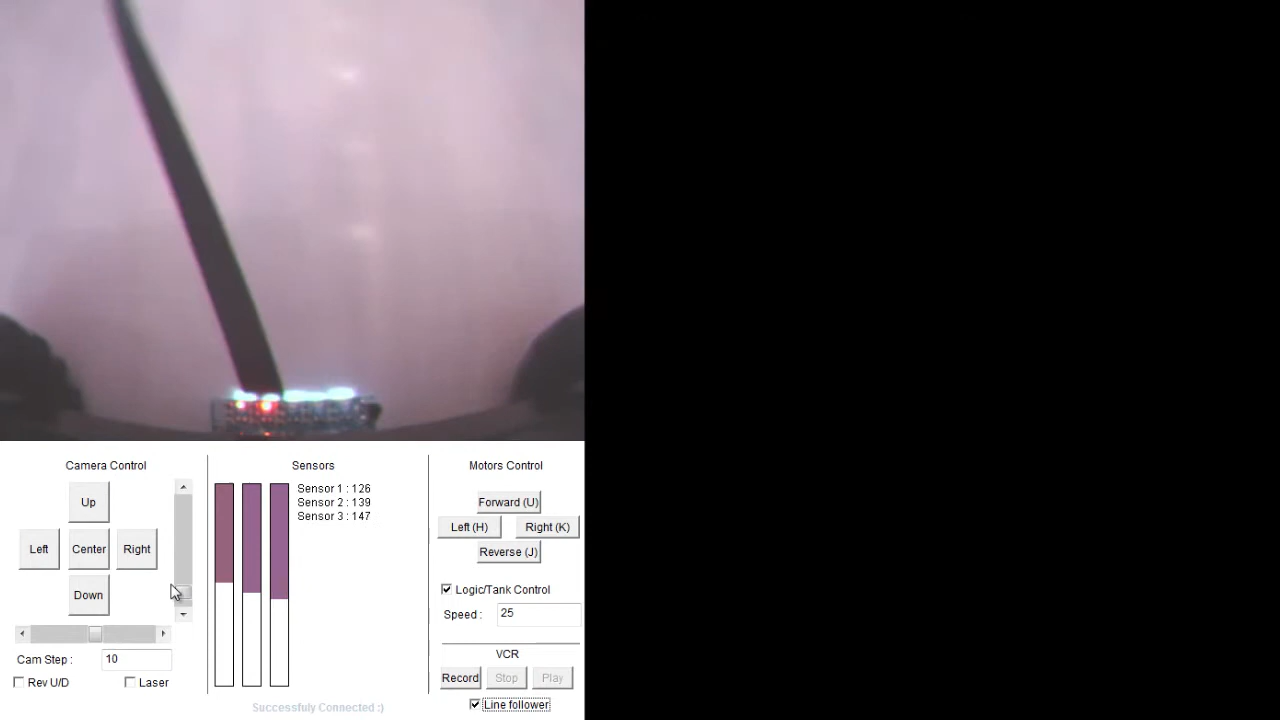 Camera Control
Up
Left
Center
Right
Down
Cam Step :
10
Rev U/D
Laser
Sensors
Sensor 1 : 126
Sensor 2 : 139
Sensor 3 : 147
Successfuly Connected :)
Motors Control
Forward (U)
Left (H)
Right (K)
Reverse (J)
Logic/Tank Control
Speed :
25
VCR
Record
Stop
Play
Line follower